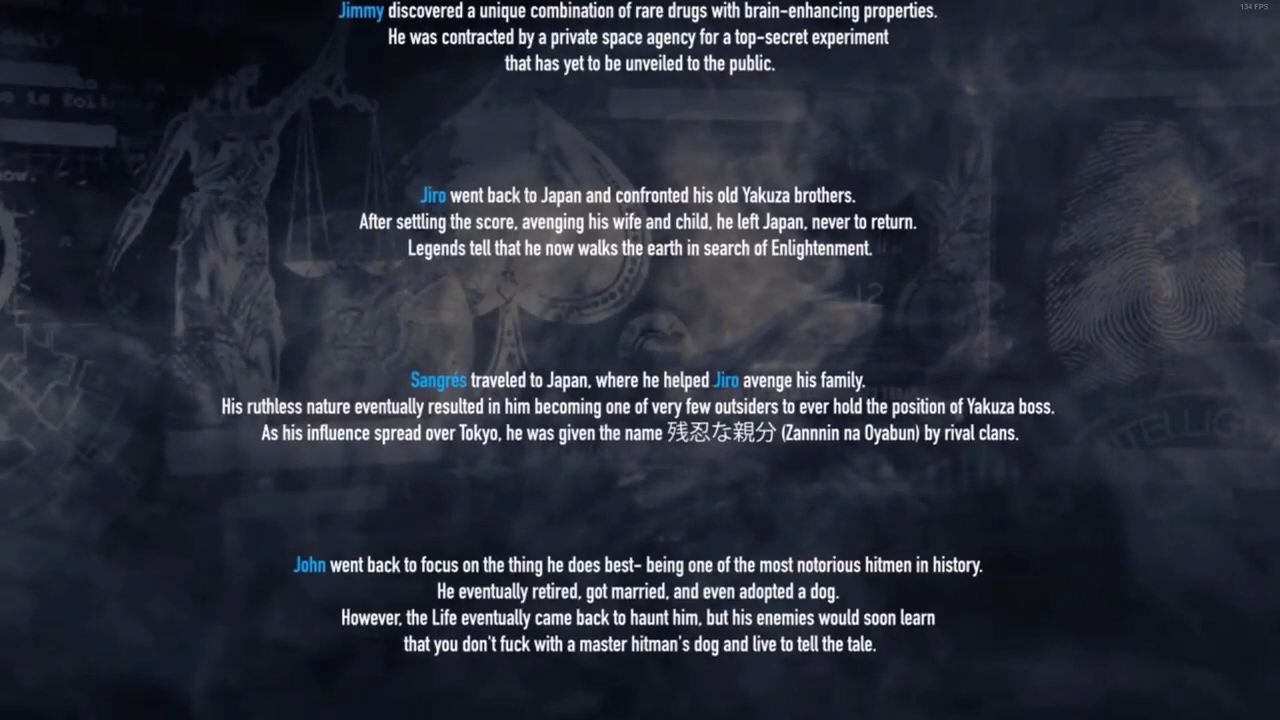 134 FPS
Jimmy discovered a unique combination of rare drugs with brain-enhancing properties.
He was contracted by a private space agency for a top-secret experiment
that has yet to be unveiled to the public.
Jiro went back to Japan and confronted his old Yakuza brothers.
After settling the score, avenging his wife and child, he left Japan, never to return.
Legends tell that he now walks the earth in search of Enlightenment.
Sangrés traveled to Japan, where he helped Jiro avenge his family.
His ruthless nature eventually resulted in him becoming one of very few outsiders to ever hold the position of Yakuza boss.
As his influence spread over Tokyo, he was given the name 残忍な親分 (Zannnin na Oyabun) by rival clans.
John went back to focus on the thing he does best- being one of the most notorious hitmen in history.
He eventually retired, got married, and even adopted a dog.
However, the Life eventually came back to haunt him, but his enemies would soon learn
that you don't fuck with a master hitman's dog and live to tell the tale.